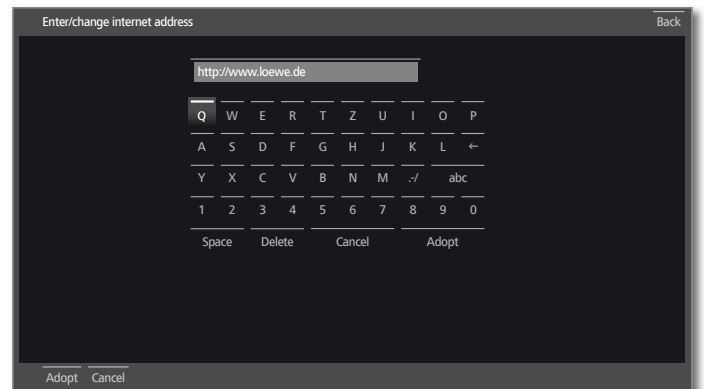 Enter/change internet address Back
http://www.loewe.de
Q W E R T Z U I O P
A S D F G H J K L ←
Y X C V B N M .-/ abc
1 2 3 4 5 6 7 8 9 0
Space Delete Cancel Adopt
Adopt Cancel